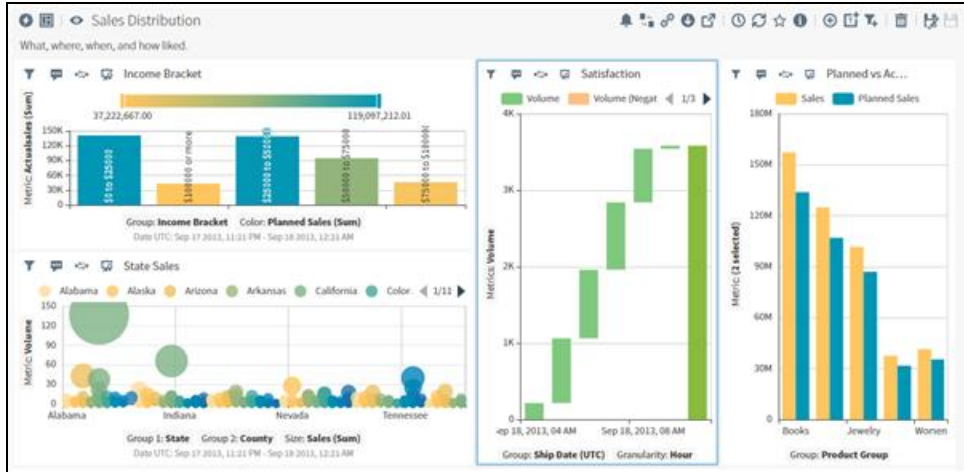 Sales Distribution
What, where, when, and how liked.
Income Bracket
37,222,667.00 119,097,212.01
Metric: Actualsales (Sum)
150K
120K
90K
60K
30K
0
$0 to $25000
$100000 or more
$25000 to $50000
$50000 to $75000
$75000 to $100000
Group: Income Bracket Color: Planned Sales (Sum)
Date UTC: Sep 17 2013, 11:21 PM - Sep 18 2013, 12:21 AM
State Sales
Alabama Alaska Arizona Arkansas California Color. 1/11
Metric: Volume
150
120
90
60
30
0
Alabama Indiana Nevada Tennessee
Group 1: State Group 2: County Size: Sales (Sum)
Date UTC: Sep 17 2013, 11:21 PM - Sep 18 2013, 12:21 AM
Satisfaction
Volume Volume (Negat 1/3
Metrics: Volume
4K
3K
2K
1K
0
ep 18, 2013, 04 AM Sep 18, 2013, 08 AM
Group: Ship Date (UTC) Granularity: Hour
Planned vs Ac...
Sales Planned Sales
Metric: (2 selected)
180M
150M
120M
90M
60M
30M
0
Books Jewelry Women
Group: Product Group